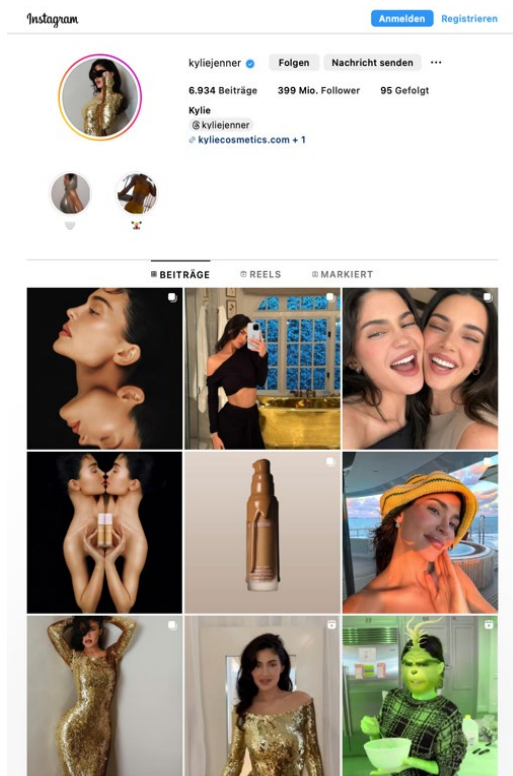 Instagram
Anmelden
Registrieren
kyliejenner
Folgen
Nachricht senden
6.934 Beiträge
399 Mio. Follower
95 Gefolgt
Kylie
kyliejenner
kyliecosmetics.com + 1
BEITRÄGE
REELS
MARKIERT